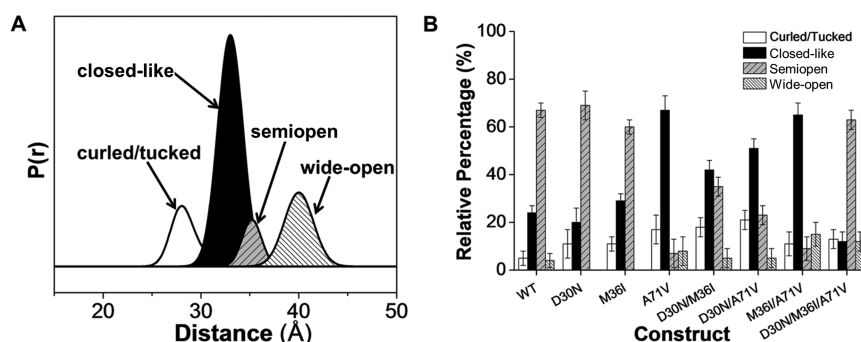 A
P(r)
closed-like
curled/tucked
semiopen
wide-open
20
30
40
50
Distance (Å)
B
Relative Percentage (%)
100
80
60
40
20
0
Curled/Tucked
Closed-like
Semiopen
Wide-open
WT
D30N
M36I
A71V
D30N/M36I
D30N/A71V
M36I/A71V
D30N/M36I/A71V
Construct